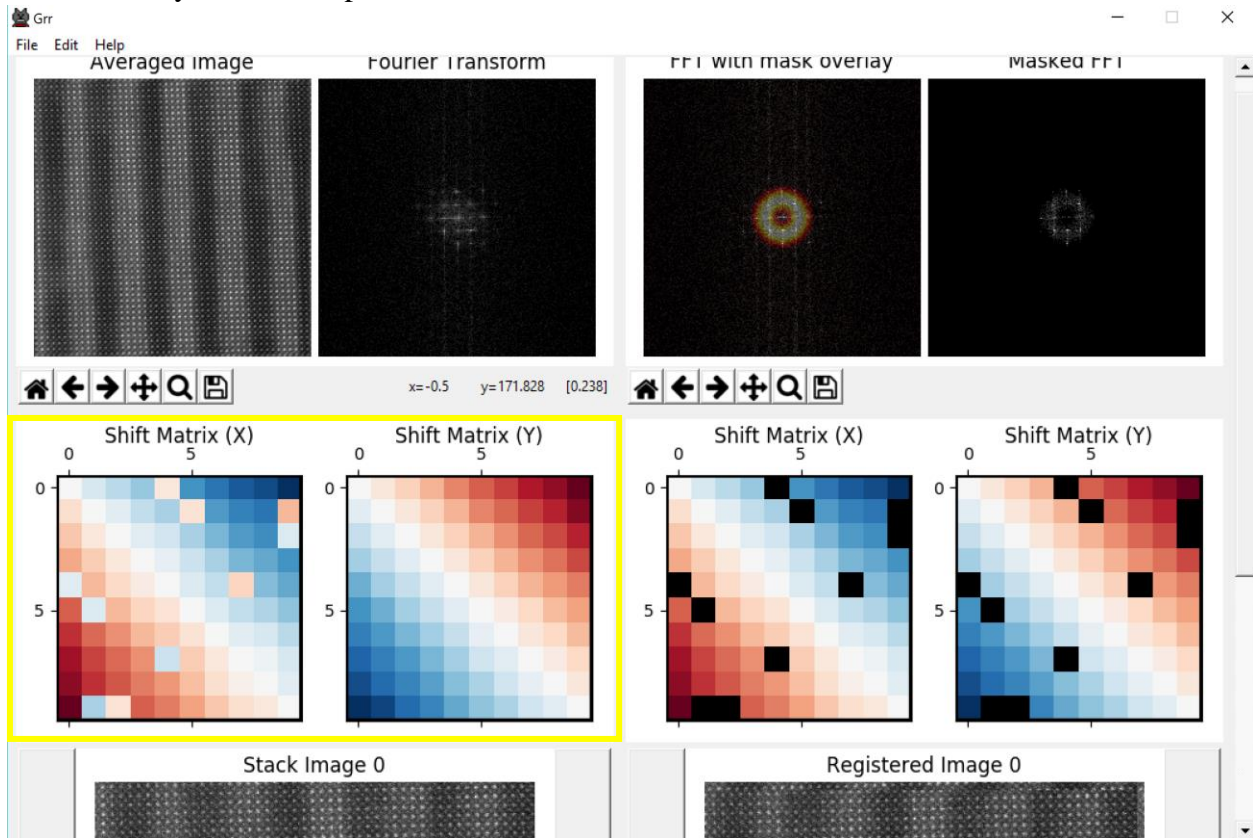 Grr
File Edit Help
Averaged Image Fourier Transform
FFT with mask overlay Masked FFT
x=-0.5 y=171.828 [0.238]
Shift Matrix (X) Shift Matrix (Y)
0 5 0 5
0 0
5 5
Shift Matrix (X) Shift Matrix (Y)
0 5 0 5
0 0
5 5
Stack Image 0
Registered Image 0